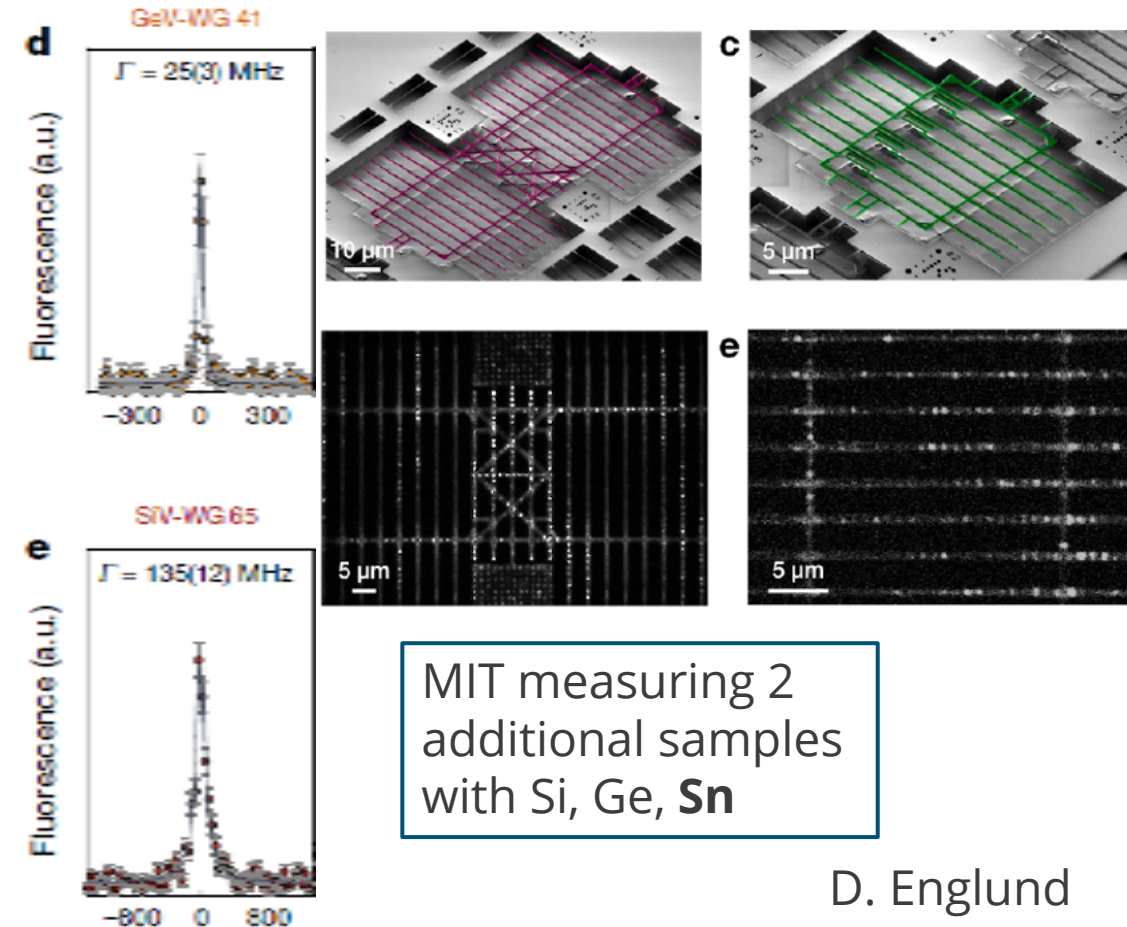 GeV-WG 41
d
Γ = 25(3) MHz
Fluorescence (a.u.)
−300 0 300
10 μm
c
5 μm
5 μm
e
5 μm
SiV-WG 65
e
Γ = 135(12) MHz
Fluorescence (a.u.)
−800 0 800
MIT measuring 2
additional samples
with Si, Ge, Sn
D. Englund